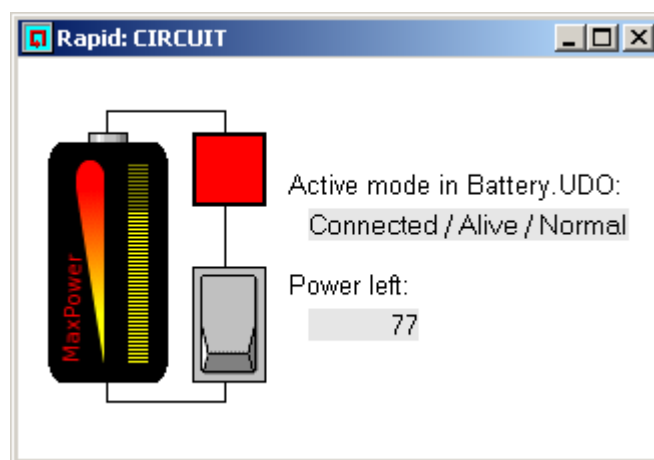 Rapid: CIRCUIT
MaxPower
Active mode in Battery.UDO:
Connected / Alive / Normal
Power left:
77